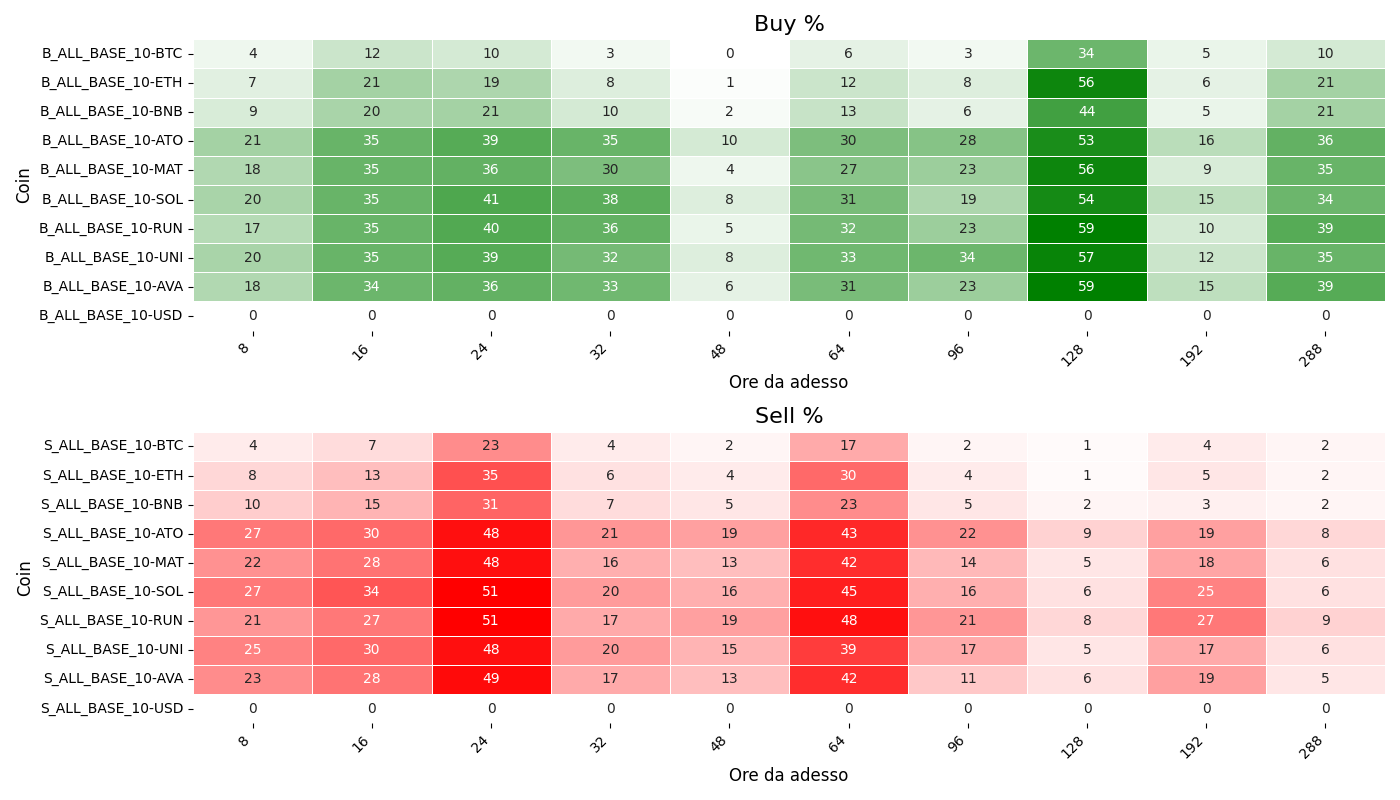 Buy %
Coin
B_ALL_BASE_10-BTC 4 12 10 3 0 6 3 34 5 10
B_ALL_BASE_10-ETH 7 21 19 8 1 12 8 56 6 21
B_ALL_BASE_10-BNB 9 20 21 10 2 13 6 44 5 21
B_ALL_BASE_10-ATO 21 35 39 35 10 30 28 53 16 36
B_ALL_BASE_10-MAT 18 35 36 30 4 27 23 56 9 35
B_ALL_BASE_10-SOL 20 35 41 38 8 31 19 54 15 34
B_ALL_BASE_10-RUN 17 35 40 36 5 32 23 59 10 39
B_ALL_BASE_10-UNI 20 35 39 32 8 33 34 57 12 35
B_ALL_BASE_10-AVA 18 34 36 33 6 31 23 59 15 39
B_ALL_BASE_10-USD 0 0 0 0 0 0 0 0 0 0
8 16 24 32 48 64 96 128 192 288
Ore da adesso
Sell %
Coin
S_ALL_BASE_10-BTC 4 7 23 4 2 17 2 1 4 2
S_ALL_BASE_10-ETH 8 13 35 6 4 30 4 1 5 2
S_ALL_BASE_10-BNB 10 15 31 7 5 23 5 2 3 2
S_ALL_BASE_10-ATO 27 30 48 21 19 43 22 9 19 8
S_ALL_BASE_10-MAT 22 28 48 16 13 42 14 5 18 6
S_ALL_BASE_10-SOL 27 34 51 20 16 45 16 6 25 6
S_ALL_BASE_10-RUN 21 27 51 17 19 48 21 8 27 9
S_ALL_BASE_10-UNI 25 30 48 20 15 39 17 5 17 6
S_ALL_BASE_10-AVA 23 28 49 17 13 42 11 6 19 5
S_ALL_BASE_10-USD 0 0 0 0 0 0 0 0 0 0
8 16 24 32 48 64 96 128 192 288
Ore da adesso